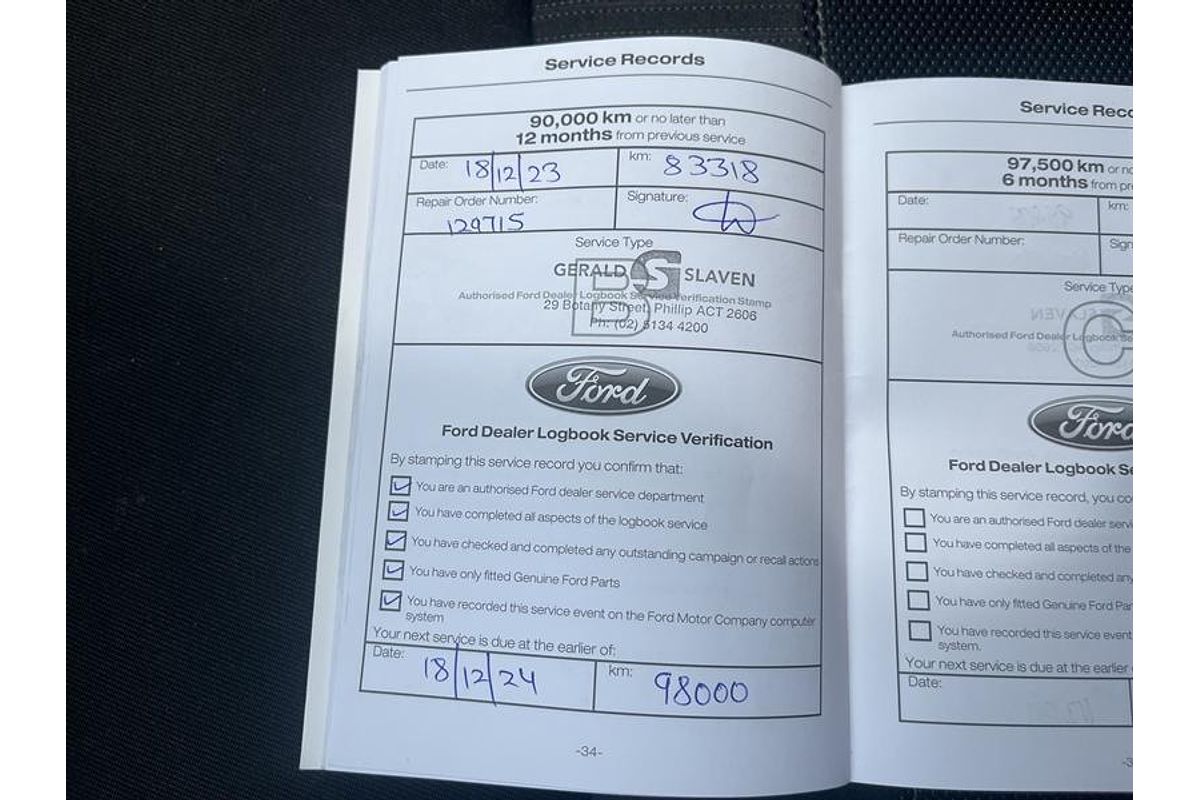 Service Records
90,000 km or no later than
12 months from previous service
Date: 18/12/23
km: 83318
Repair Order Number:
129715
Signature:
Service Type
B
GERALD S SLAVEN
Authorised Ford Dealer Logbook Service Verification Stamp
29 Botany Street, Phillip ACT 2606
Ph: (02) 5134 4200
Ford
Ford Dealer Logbook Service Verification
By stamping this service record you confirm that:
You are an authorised Ford dealer service department
You have completed all aspects of the logbook service
You have checked and completed any outstanding campaign or recall actions
You have only fitted Genuine Ford Parts
You have recorded this service event on the Ford Motor Company computer
system
Your next service is due at the earlier of:
Date: 18/12/24
km: 98000
-34-
Service Reco
97,500 km or no
6 months from pre
Date:
km:
Repair Order Number:
Sign
Service Type
C
Authorised Ford Dealer Logbook Se
Ford
Ford Dealer Logbook Se
By stamping this service record, you co
You are an authorised Ford dealer servi
You have completed all aspects of the
You have checked and completed any
You have only fitted Genuine Ford Par
You have recorded this service event
system.
Your next service is due at the earlier
Date: